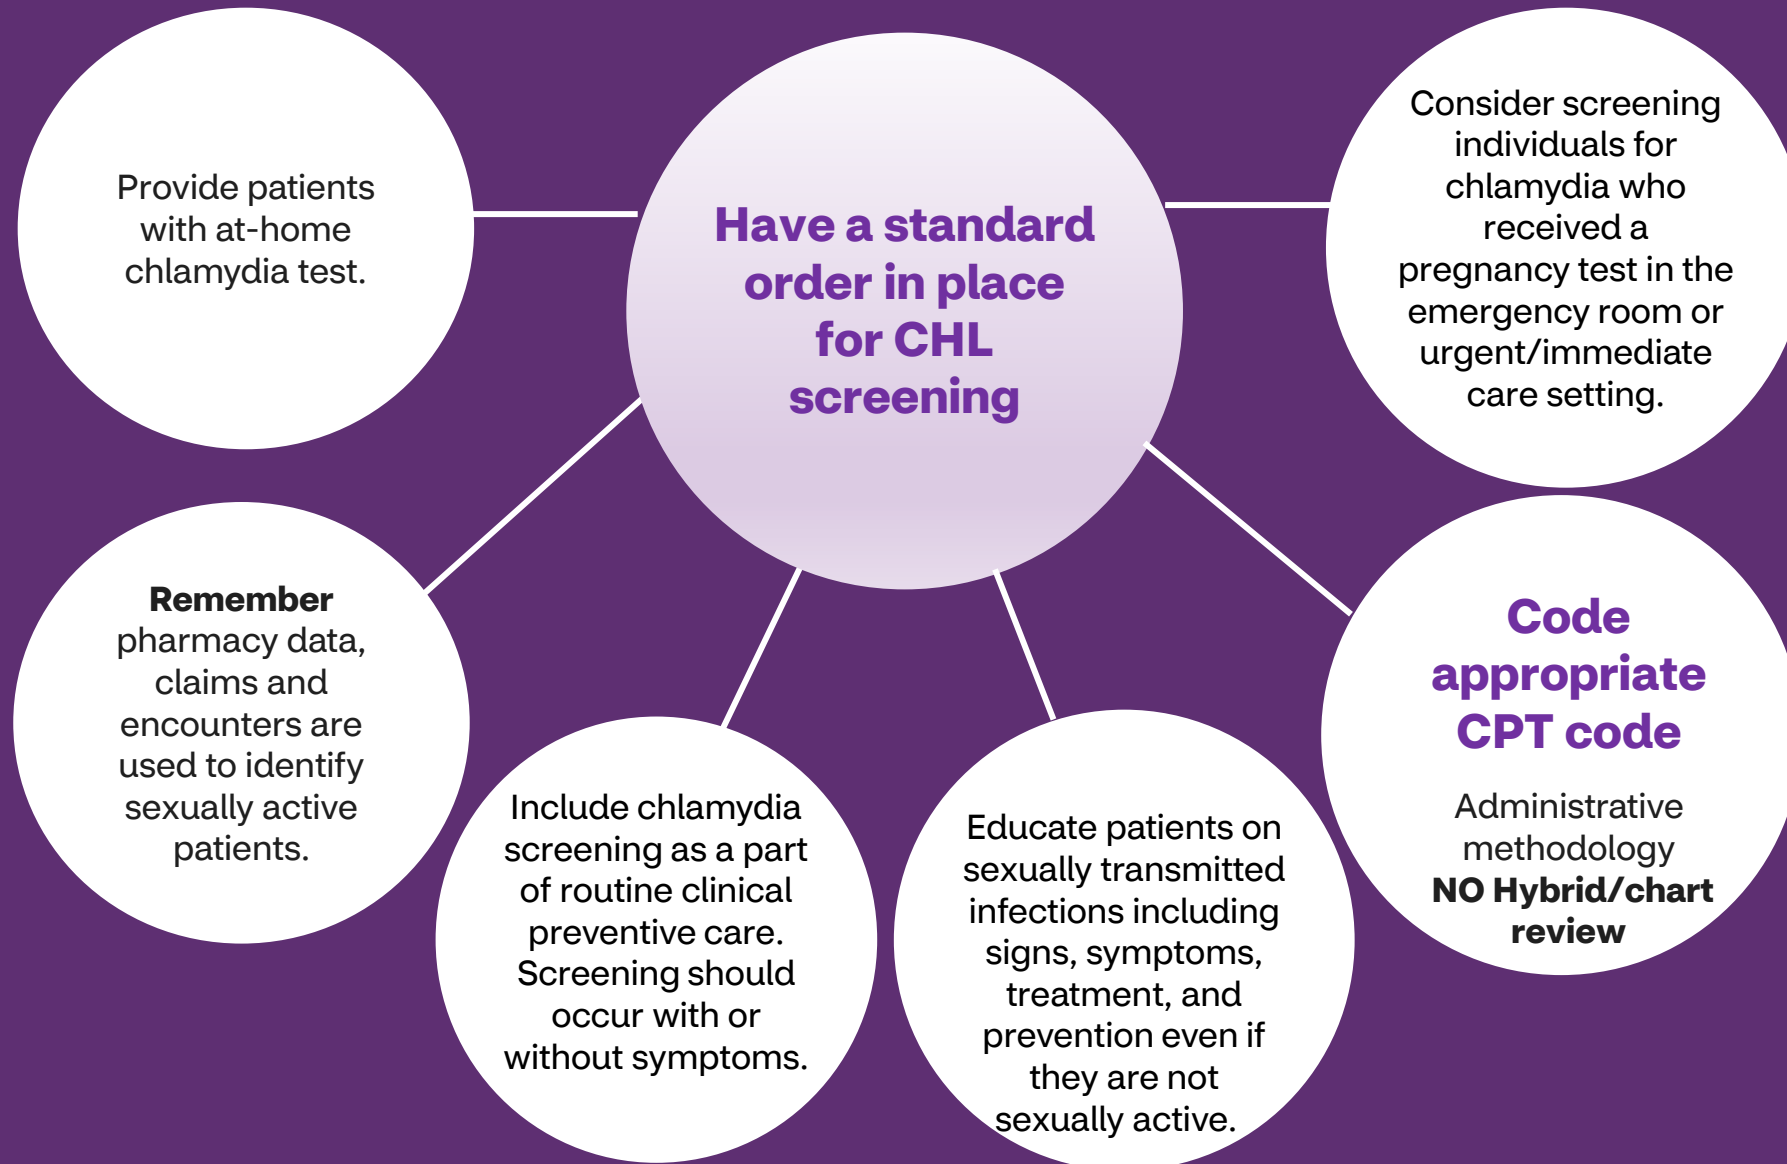 Provide patients
with at-home
chlamydia test.
Have a standard
order in place
for CHL
screening
Consider screening
individuals for
chlamydia who
received a
pregnancy test in the
emergency room or
urgent/immediate
care setting.
Remember
pharmacy data,
claims and
encounters are
used to identify
sexually active
patients.
Include chlamydia
screening as a part
of routine clinical
preventive care.
Screening should
occur with or
without symptoms.
Educate patients on
sexually transmitted
infections including
signs, symptoms,
treatment, and
prevention even if
they are not
sexually active.
Code
appropriate
CPT code
Administrative
methodology
NO Hybrid/chart
review